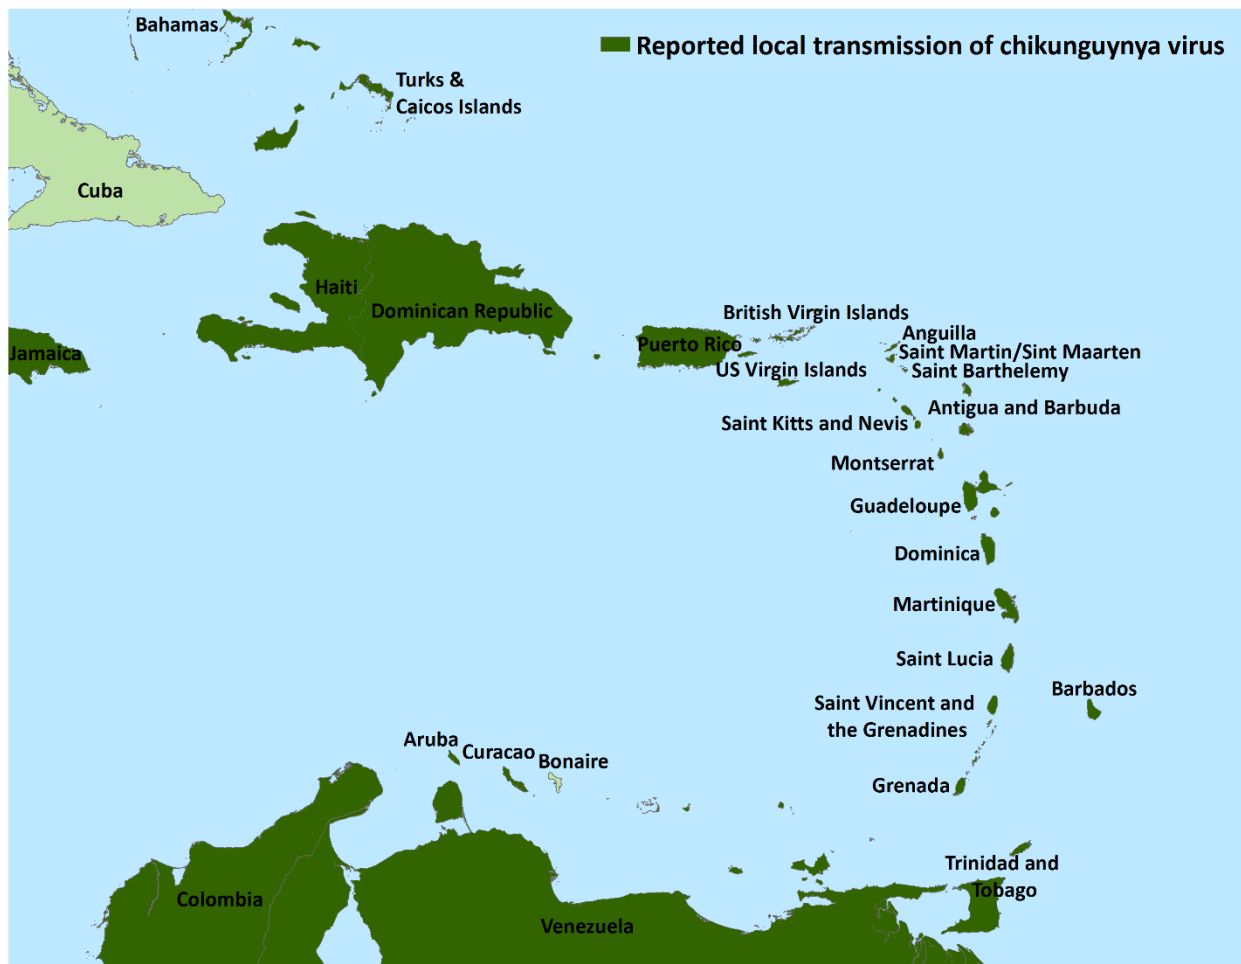 Bahamas
Reported local transmission of chikunguynya virus
Turks &
Caicos Islands
Cuba
Haiti
Dominican Republic
British Virgin Islands
Puerto Rico
Jamaica
Anguilla
Saint Martin/Sint Maarten
US Virgin Islands
Saint Barthelemy
Antigua and Barbuda
Saint Kitts and Nevis
Montserrat
Guadeloupe
Dominica
Martinique
Saint Lucia
Barbados
Saint Vincent and
the Grenadines
Aruba
Curacao
Bonaire
Grenada
Trinidad and
Tobago
Colombia
Venezuela